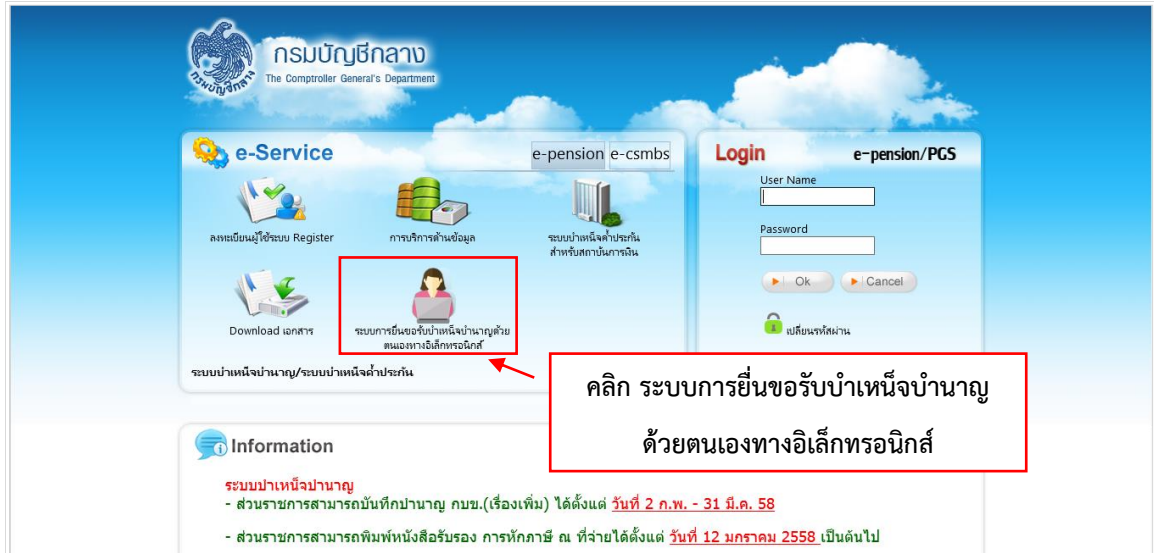 กรมบัญชีกลาง
The Comptroller General's Department
กรมบัญชีกลาง
e-Service
e-pension e-csmbs
ลงทะเบียนผู้ใช้ระบบ Register
การบริการด้านข้อมูล
ระบบบำเหน็จค้ำประกัน
สำหรับสถาบันการเงิน
Download เอกสาร
ระบบการยื่นขอรับบำเหน็จบำนาญด้วย
ตนเองทางอิเล็กทรอนิกส์
ระบบบำเหน็จบำนาญ/ระบบบำเหน็จค้ำประกัน
Login e-pension/PGS
User Name
Password
Ok Cancel
เปลี่ยนรหัสผ่าน
คลิก ระบบการยื่นขอรับบำเหน็จบำนาญ
ด้วยตนเองทางอิเล็กทรอนิกส์
Information
ระบบบำเหน็จบำนาญ
- ส่วนราชการสามารถบันทึกบำนาญ กบข.(เรื่องเพิ่ม) ได้ตั้งแต่ วันที่ 2 ก.พ. - 31 มี.ค. 58
- ส่วนราชการสามารถพิมพ์หนังสือรับรอง การหักภาษี ณ ที่จ่ายได้ตั้งแต่ วันที่ 12 มกราคม 2558 เป็นต้นไป